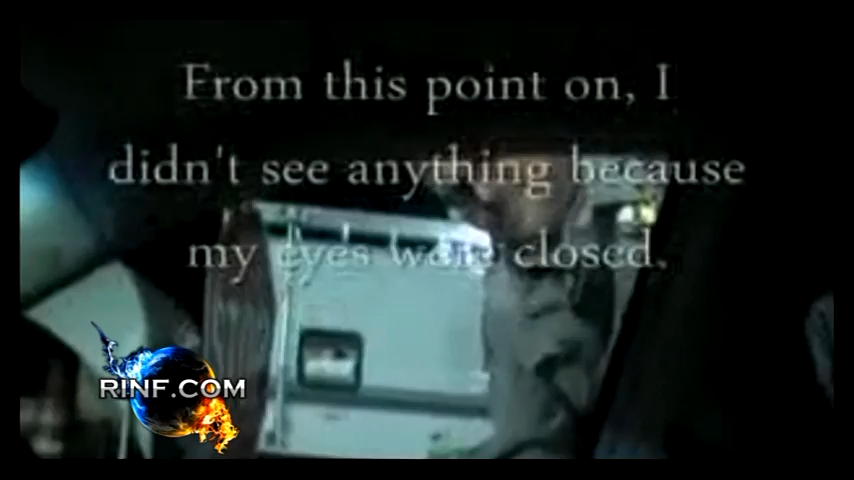 From this point on, I
didn't see anything because
my eyes were closed.
RINF.COM